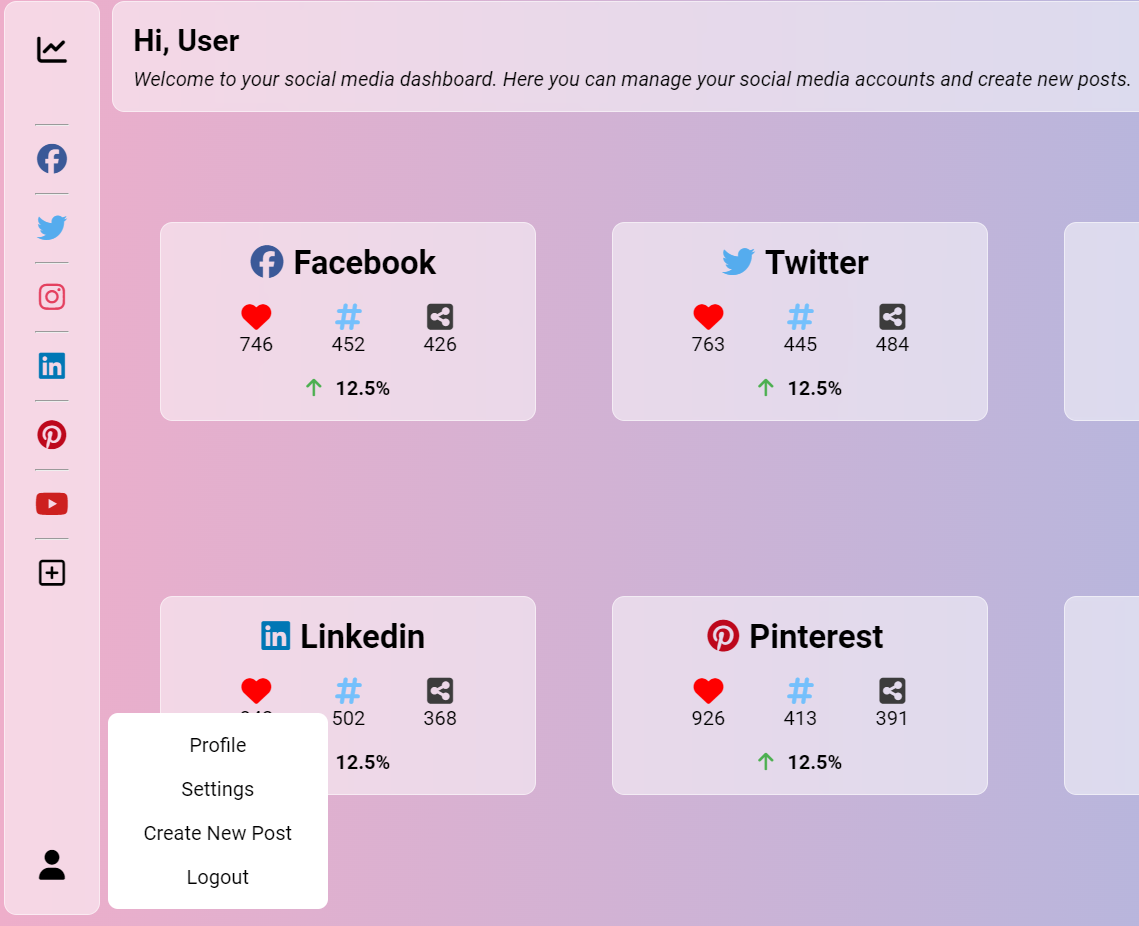 Hi, User
Welcome to your social media dashboard. Here you can manage your social media accounts and create new posts.
Facebook
746 452 426
12.5%
Twitter
763 445 484
12.5%
Linkedin
502 368
12.5%
Pinterest
926 413 391
12.5%
Profile
Settings
Create New Post
Logout